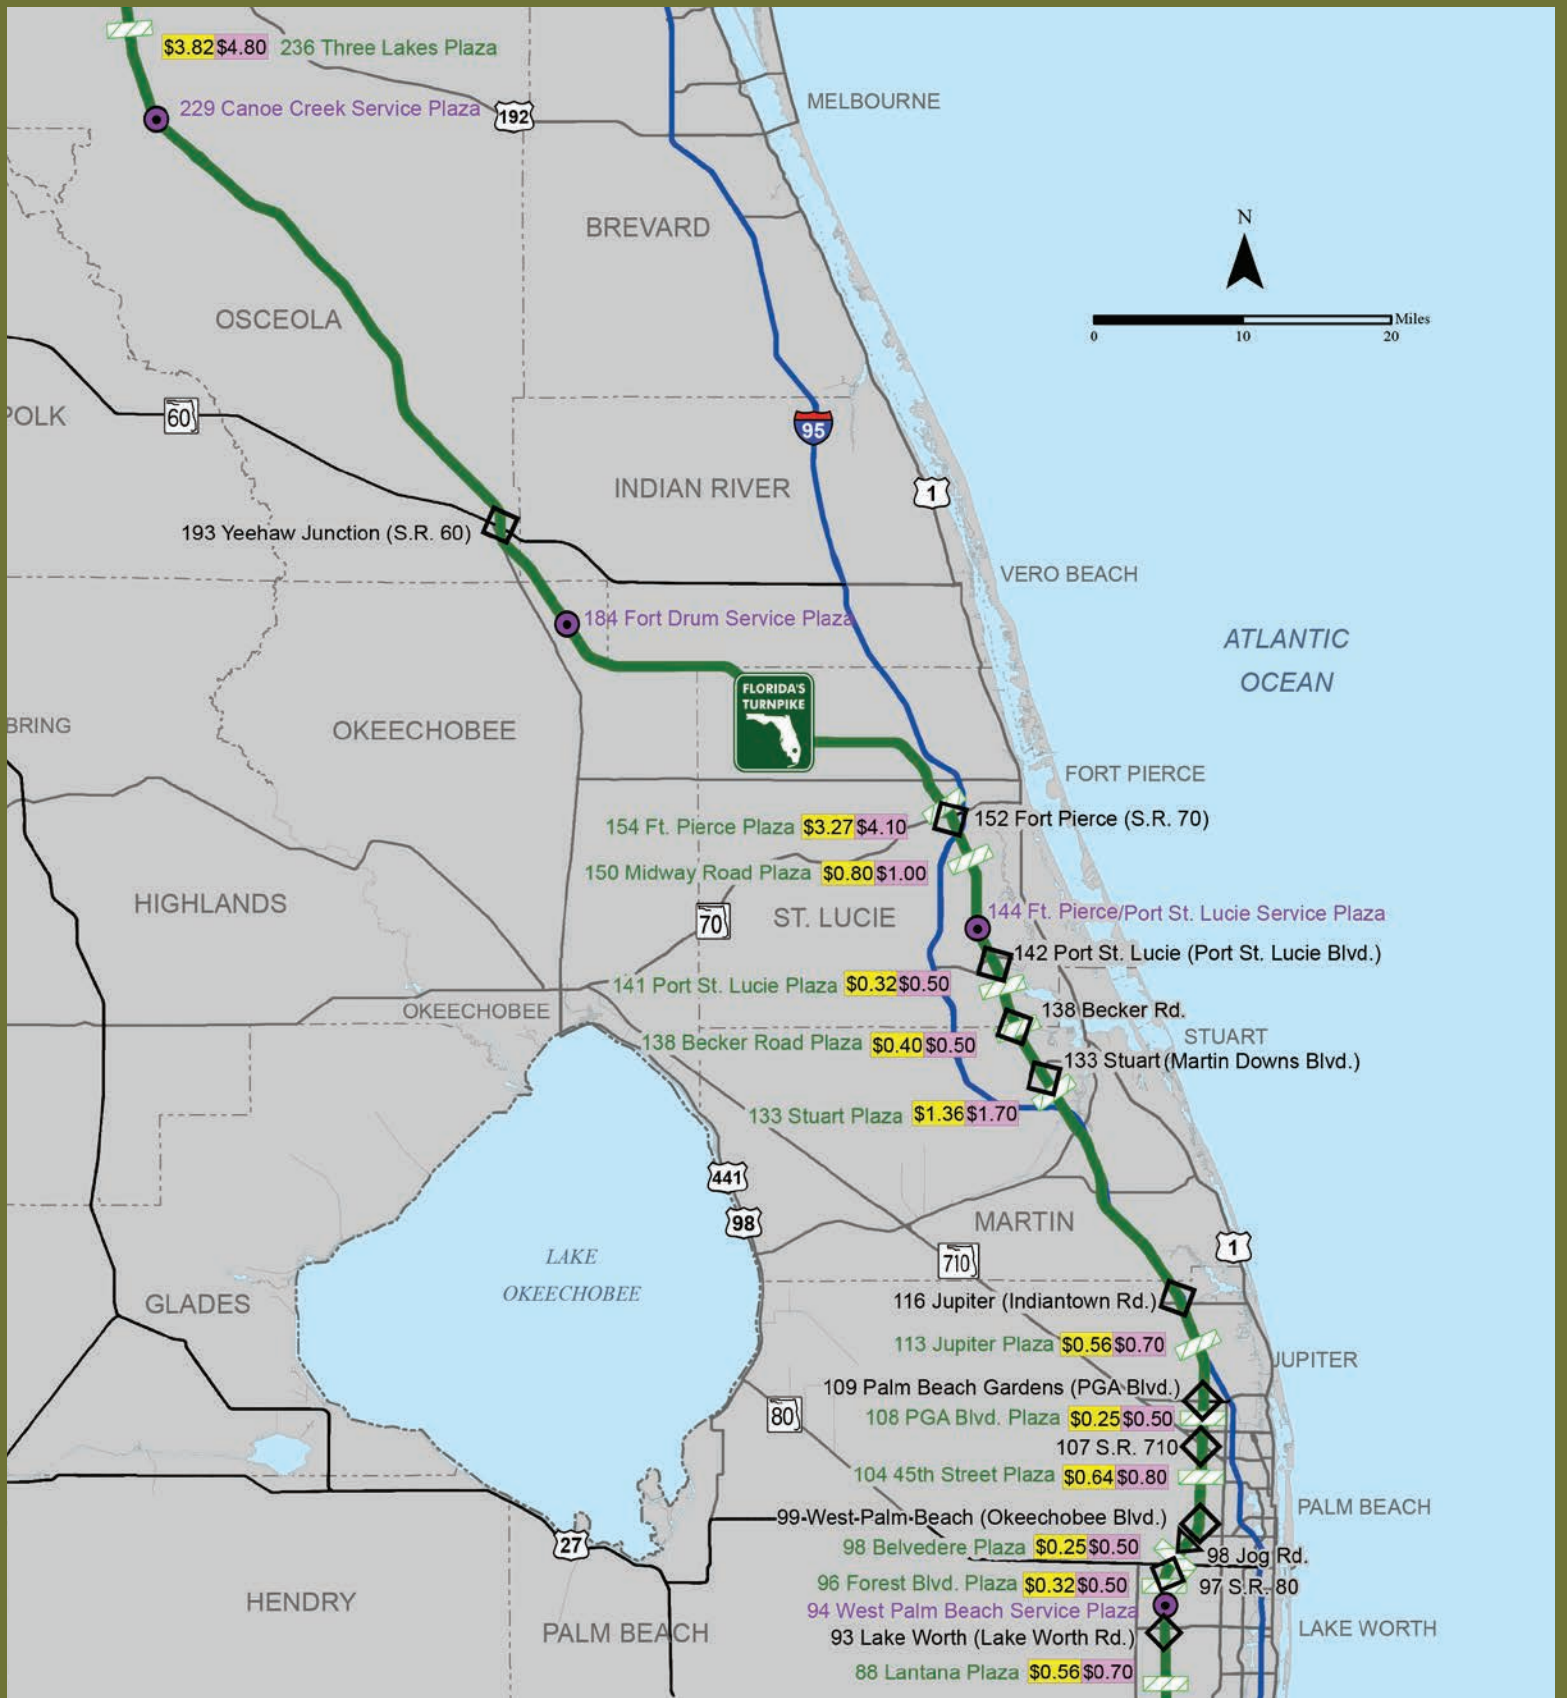 $3.82 $4.80 236 Three Lakes Plaza
229 Canoe Creek Service Plaza
192
MELBOURNE
BREVARD
N
OSCEOLA
Miles
0 10 20
POLK
60
95
INDIAN RIVER
1
193 Yeehaw Junction (S.R. 60)
VERO BEACH
184 Fort Drum Service Plaza
ATLANTIC
OCEAN
FLORIDA'S
TURNPIKE
BRING
OKEECHOBEE
FORT PIERCE
154 Ft. Pierce Plaza $3.27 $4.10
152 Fort Pierce (S.R. 70)
150 Midway Road Plaza $0.80 $1.00
HIGHLANDS
70
ST. LUCIE
144 Ft. Pierce/Port St. Lucie Service Plaza
142 Port St. Lucie (Port St. Lucie Blvd.)
141 Port St. Lucie Plaza $0.32 $0.50
OKEECHOBEE
138 Becker Rd.
STUART
138 Becker Road Plaza $0.40 $0.50
133 Stuart (Martin Downs Blvd.)
133 Stuart Plaza $1.36 $1.70
441
98
MARTIN
1
LAKE
OKEECHOBEE
710
GLADES
116 Jupiter (Indiantown Rd.)
113 Jupiter Plaza $0.56 $0.70
JUPITER
109 Palm Beach Gardens (PGA Blvd.)
80
108 PGA Blvd. Plaza $0.25 $0.50
107 S.R. 710
104 45th Street Plaza $0.64 $0.80
PALM BEACH
99-West-Palm-Beach (Okeechobee Blvd.)
27
98 Belvedere Plaza $0.25 $0.50
98 Jog Rd.
96 Forest Blvd. Plaza $0.32 $0.50
97 S.R. 80
HENDRY
94 West Palm Beach Service Plaza
PALM BEACH
93 Lake Worth (Lake Worth Rd.)
LAKE WORTH
88 Lantana Plaza $0.56 $0.70